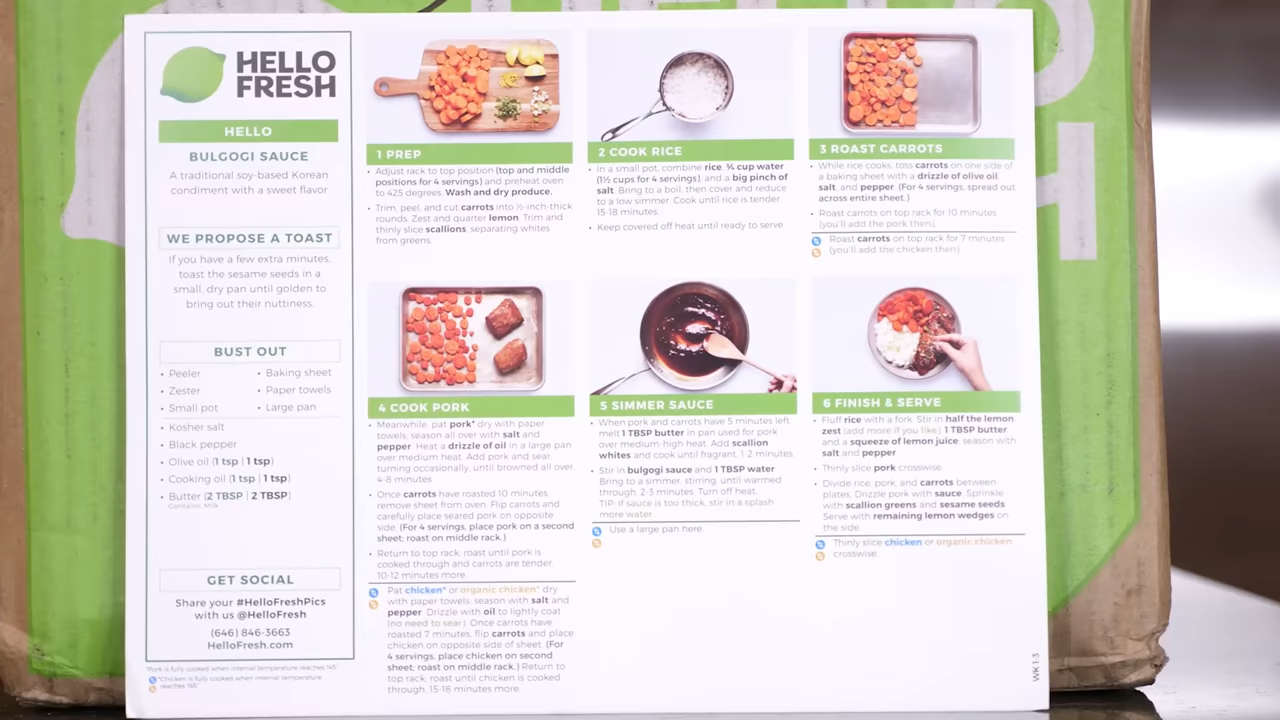 HELLO
FRESH
HELLO
BULGOGI SAUCE
A traditional soy-based Korean
condiment with a sweet flavor
WE PROPOSE A TOAST
If you have a few extra minutes,
toast the sesame seeds in a
small, dry pan until golden to
bring out their nuttiness.
BUST OUT
• Peeler
• Zester
• Small pot
• Baking sheet
• Paper towels
• Large pan
• Kosher salt
• Black pepper
• Olive oil (1 tsp | 1 tsp)
• Cooking oil (1 tsp | 1 tsp)
• Butter (2 TBSP | 2 TBSP)
Contains: Milk
GET SOCIAL
Share your #HelloFreshPics
with us @HelloFresh
(646) 846-3663
HelloFresh.com
*Pork is fully cooked when internal temperature reaches 145°
*Chicken is fully cooked when internal temperature
reaches 165°
1 PREP
• Adjust rack to top position (top and middle
positions for 4 servings) and preheat oven
to 425 degrees. Wash and dry produce.
• Trim, peel, and cut carrots into ½-inch-thick
rounds. Zest and quarter lemon. Trim and
thinly slice scallions, separating whites
from greens.
2 COOK RICE
• In a small pot, combine rice, ¾ cup water
(1½ cups for 4 servings), and a big pinch of
salt. Bring to a boil, then cover and reduce
to a low simmer. Cook until rice is tender,
15-18 minutes.
• Keep covered off heat until ready to serve
3 ROAST CARROTS
• While rice cooks, toss carrots on one side of
a baking sheet with a drizzle of olive oil
salt, and pepper. (For 4 servings, spread out
across entire sheet.)
• Roast carrots on top rack for 10 minutes
(you'll add the pork then).
Roast carrots on top rack for 7 minutes
(you'll add the chicken then)
4 COOK PORK
• Meanwhile, pat pork* dry with paper
towels; season all over with salt and
pepper. Heat a drizzle of oil in a large pan
over medium heat. Add pork and sear,
turning occasionally, until browned all over,
4-8 minutes
• Once carrots have roasted 10 minutes,
remove sheet from oven. Flip carrots and
carefully place seared pork on opposite
side. (For 4 servings, place pork on a second
sheet; roast on middle rack.)
• Return to top rack; roast until pork is
cooked through and carrots are tender,
10-12 minutes more
Pat chicken* or organic chicken* dry
with paper towels; season with salt and
pepper. Drizzle with oil to lightly coat
(no need to sear). Once carrots have
roasted 7 minutes, flip carrots and place
chicken on opposite side of sheet. (For
4 servings, place chicken on second
sheet; roast on middle rack.) Return to
top rack; roast until chicken is cooked
through, 15-18 minutes more.
5 SIMMER SAUCE
• When pork and carrots have 5 minutes left,
melt 1 TBSP butter in pan used for pork
over medium-high heat. Add scallion
whites and cook until fragrant, 1-2 minutes.
• Stir in bulgogi sauce and 1 TBSP water
Bring to a simmer, stirring, until warmed
through, 2-3 minutes. Turn off heat.
TIP: If sauce is too thick, stir in a splash
more water.
Use a large pan here.
6 FINISH & SERVE
• Fluff rice with a fork. Stir in half the lemon
zest (add more if you like), 1 TBSP butter
and a squeeze of lemon juice; season with
salt and pepper
• Thinly slice pork crosswise.
• Divide rice, pork, and carrots between
plates. Drizzle pork with sauce. Sprinkle
with scallion greens and sesame seeds
Serve with remaining lemon wedges on
the side.
Thinly slice chicken or organic chicken
crosswise
WK 1-3